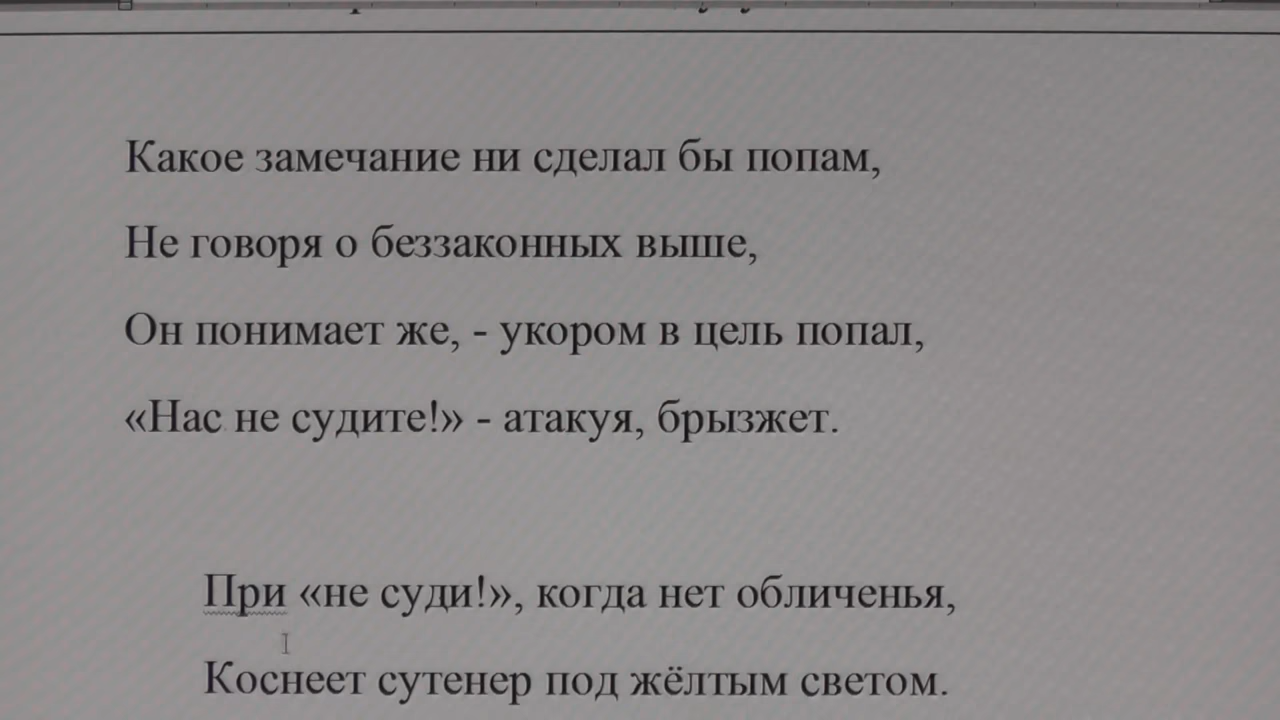 Какое замечание ни сделал бы попам,
Не говоря о беззаконных выше,
Он понимает же, - укором в цель попал,
«Нас не судите!» - атакуя, брызжет.
При «не суди!», когда нет обличенья,
Коснеет сутенер под жёлтым светом.